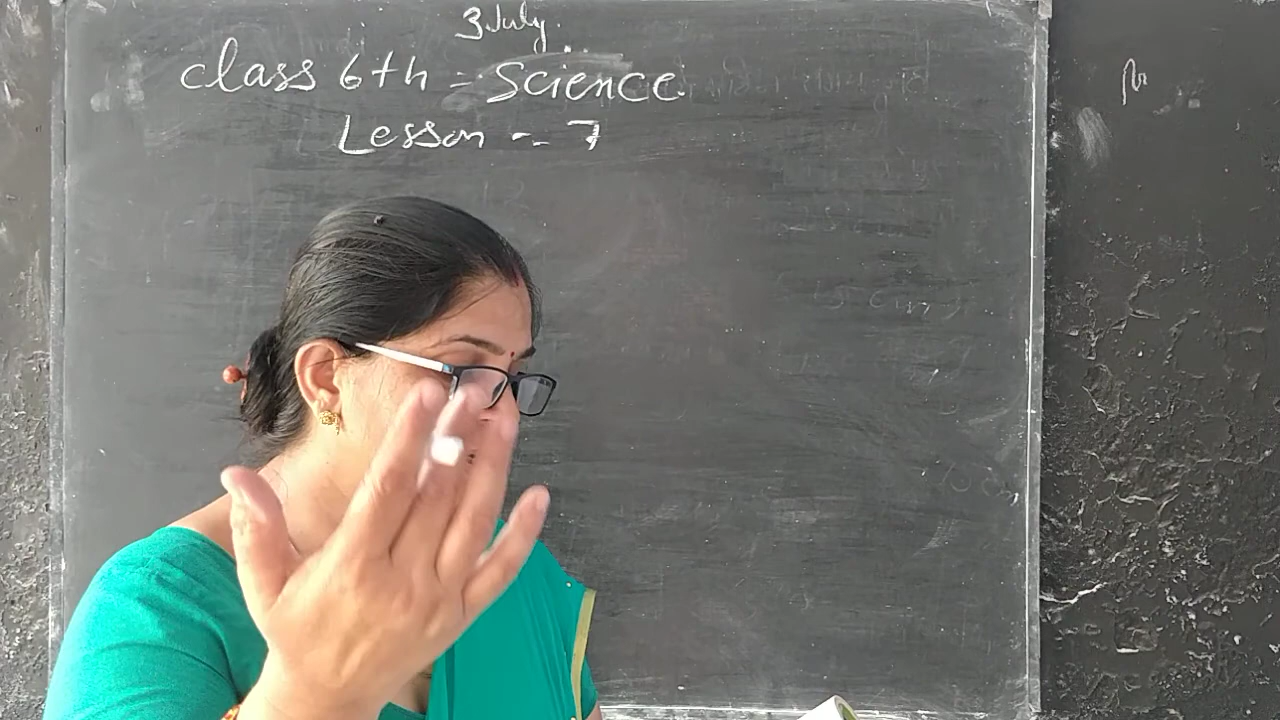 3 July.
Class 6th = Science.
Lesson - 7